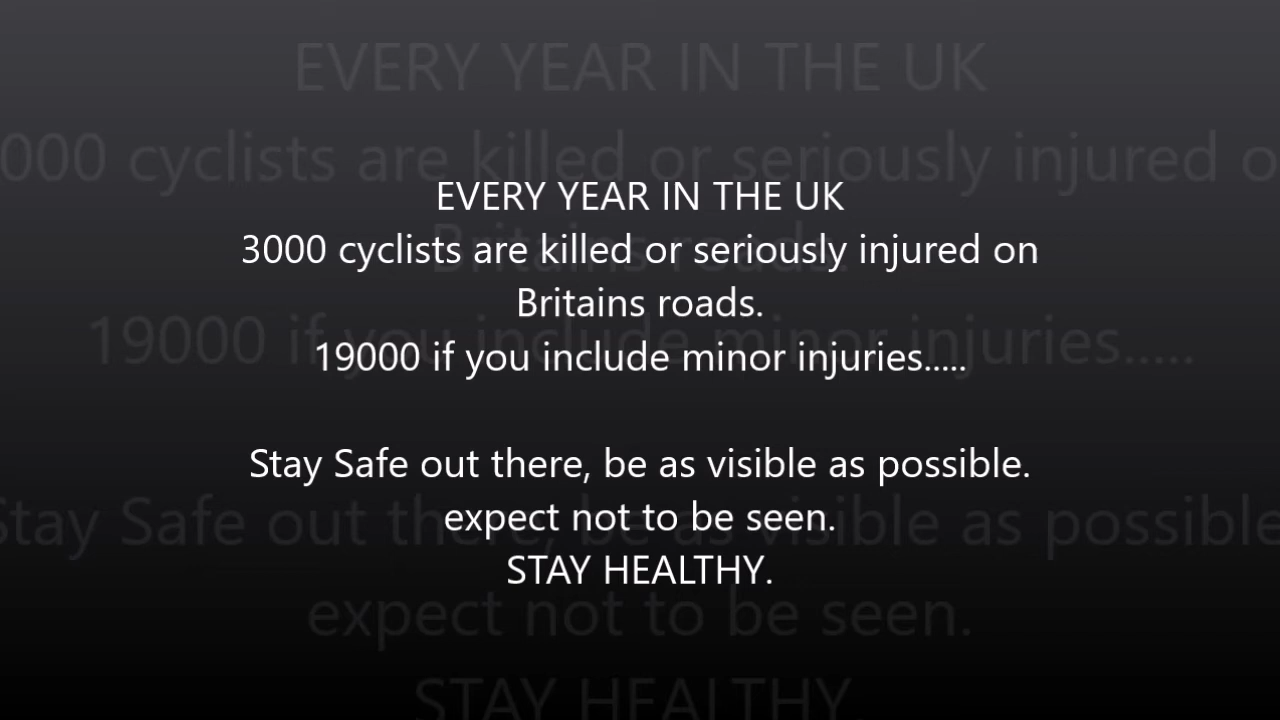 EVERY YEAR IN THE UK
3000 cyclists are killed or seriously injured on
Britains roads.
19000 if you include minor injuries.....
Stay Safe out there, be as visible as possible.
expect not to be seen.
STAY HEALTHY.